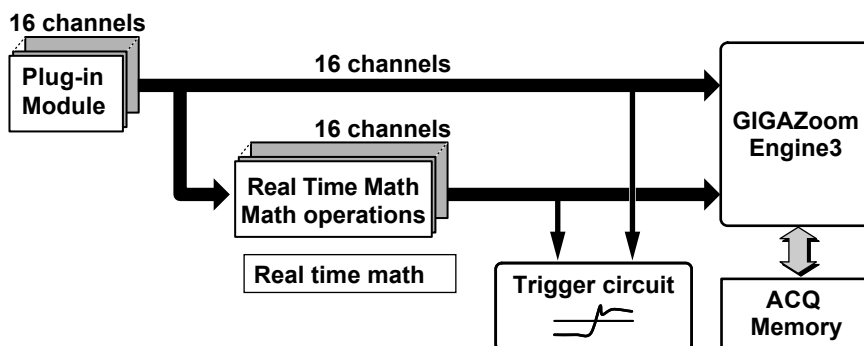 16 channels
Plug-in
Module
16 channels
16 channels
Real Time Math
Math operations
Real time math
Trigger circuit
GIGAZoom
Engine3
ACQ
Memory